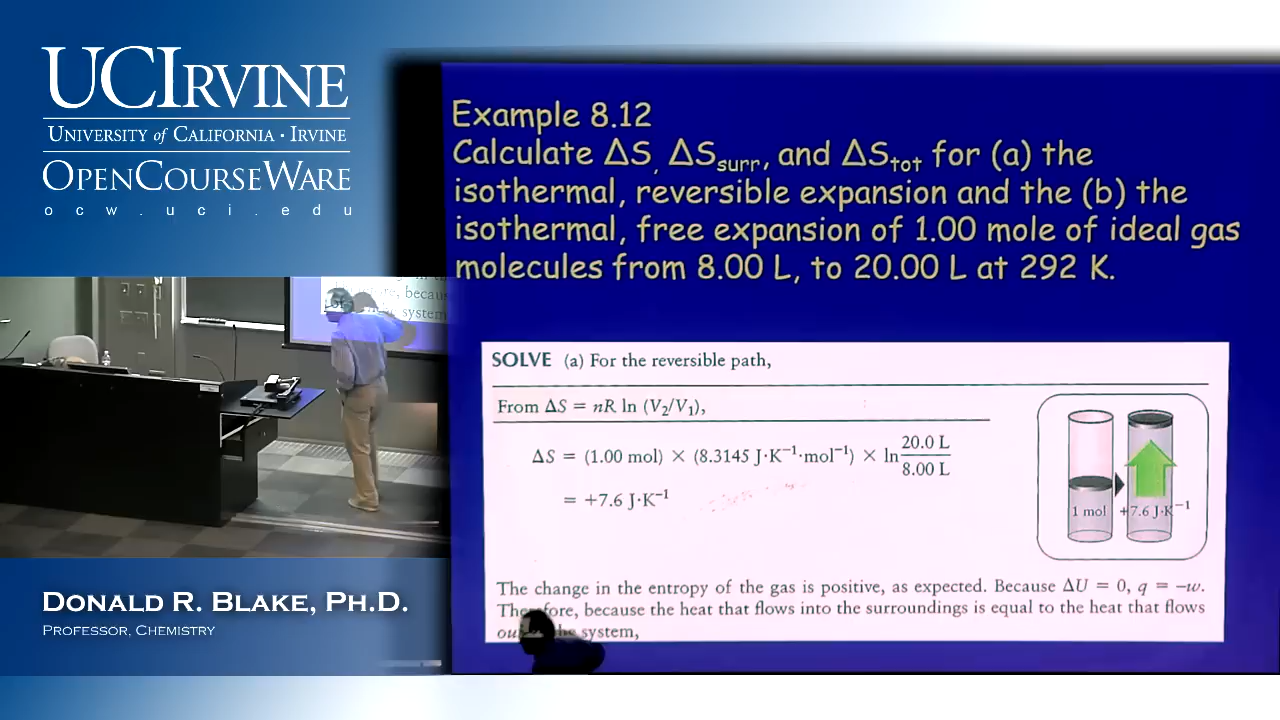 UCIRVINE
UNIVERSITY of CALIFORNIA · IRVINE
OPENCOURSEWARE
ocw.uci.edu
Example 8.12
Calculate ΔS, ΔSsurr, and ΔStot for (a) the
isothermal, reversible expansion and the (b) the
isothermal, free expansion of 1.00 mole of ideal gas
molecules from 8.00 L, to 20.00 L at 292 K.
SOLVE (a) For the reversible path,
From ΔS = nR ln (V₂/V₁),
ΔS = (1.00 mol) × (8.3145 J·K⁻¹·mol⁻¹) × ln 20.0 L / 8.00 L
= +7.6 J·K⁻¹
1 mol
+7.6 J·K⁻¹
The change in the entropy of the gas is positive, as expected. Because ΔU = 0, q = −w.
Therefore, because the heat that flows into the surroundings is equal to the heat that flows
system,
becau
system
DONALD R. BLAKE, PH.D.
PROFESSOR, CHEMISTRY